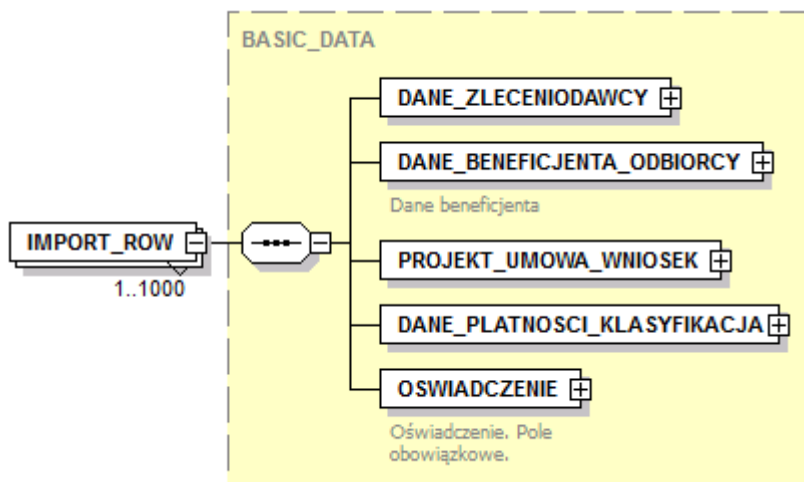 BASIC_DATA
DANE_ZLECENIODAWCY
DANE_BENEFICJENTA_ODBIORCY
Dane beneficjenta
IMPORT_ROW
1..1000
PROJEKT_UMOWA_WNIOSEK
DANE_PLATNOSCI_KLASYFIKACJA
OSWIADCZENIE
Oświadczenie. Pole
obowiązkowe.